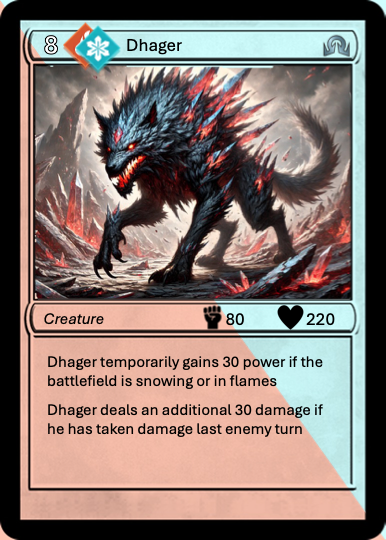 8 Dhager
Creature 80 220
Dhager temporarily gains 30 power if the
battlefield is snowing or in flames
Dhager deals an additional 30 damage if
he has taken damage last enemy turn